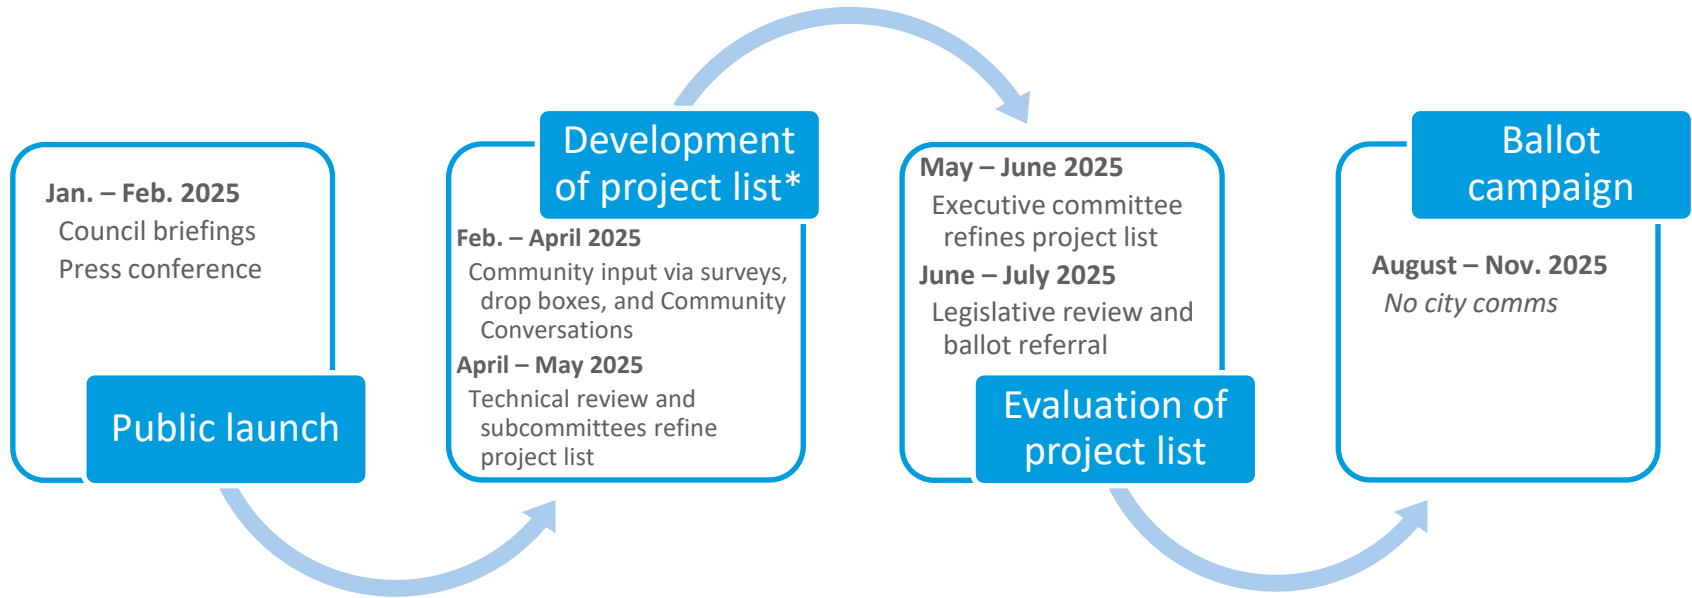 Jan. – Feb. 2025
Council briefings
Press conference
Public launch
Development
of project list*
Feb. – April 2025
Community input via surveys,
drop boxes, and Community
Conversations
April – May 2025
Technical review and
subcommittees refine
project list
May – June 2025
Executive committee
refines project list
June – July 2025
Legislative review and
ballot referral
Evaluation of
project list
Ballot
campaign
August – Nov. 2025
No city comms